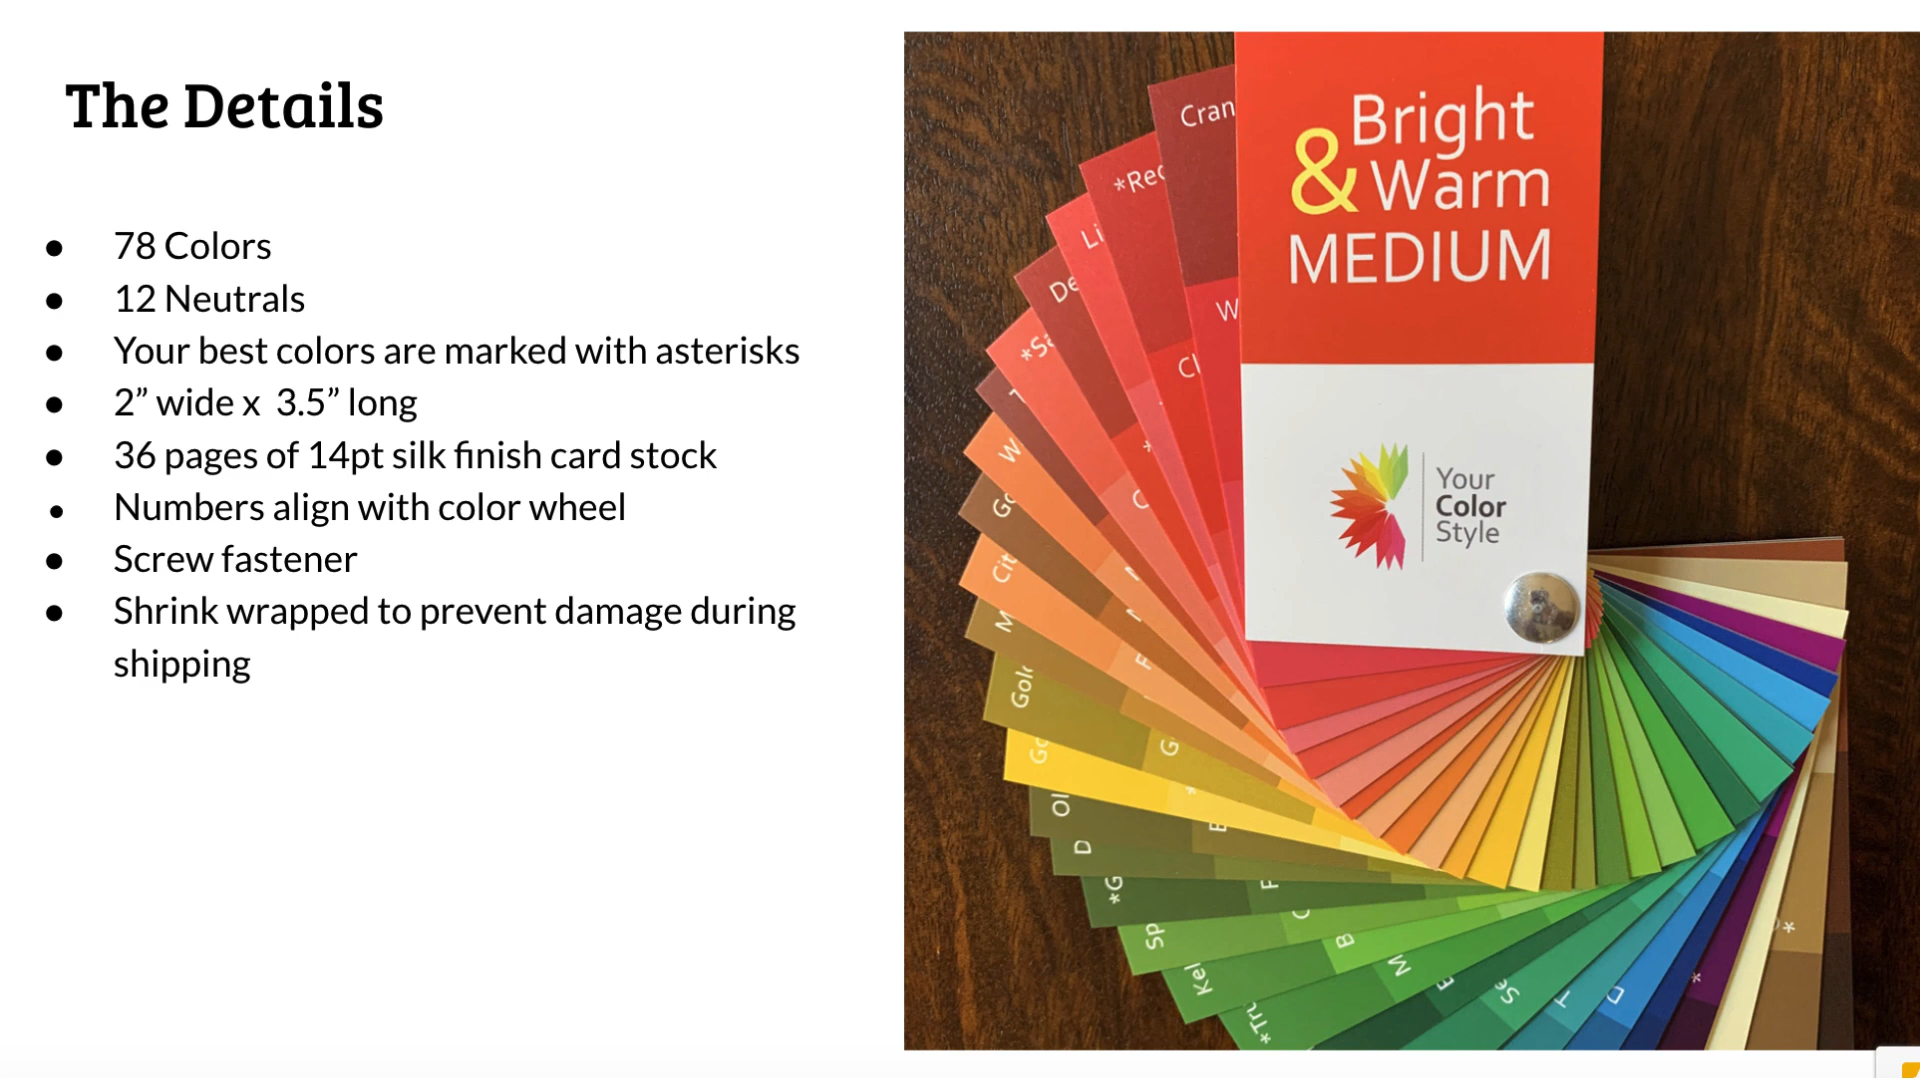 The Details
● 78 Colors
● 12 Neutrals
● Your best colors are marked with asterisks
● 2” wide x  3.5” long
● 36 pages of 14pt silk finish card stock
● Numbers align with color wheel
● Screw fastener
● Shrink wrapped to prevent damage during
shipping
Bright
& Warm
MEDIUM
Your
Color
Style